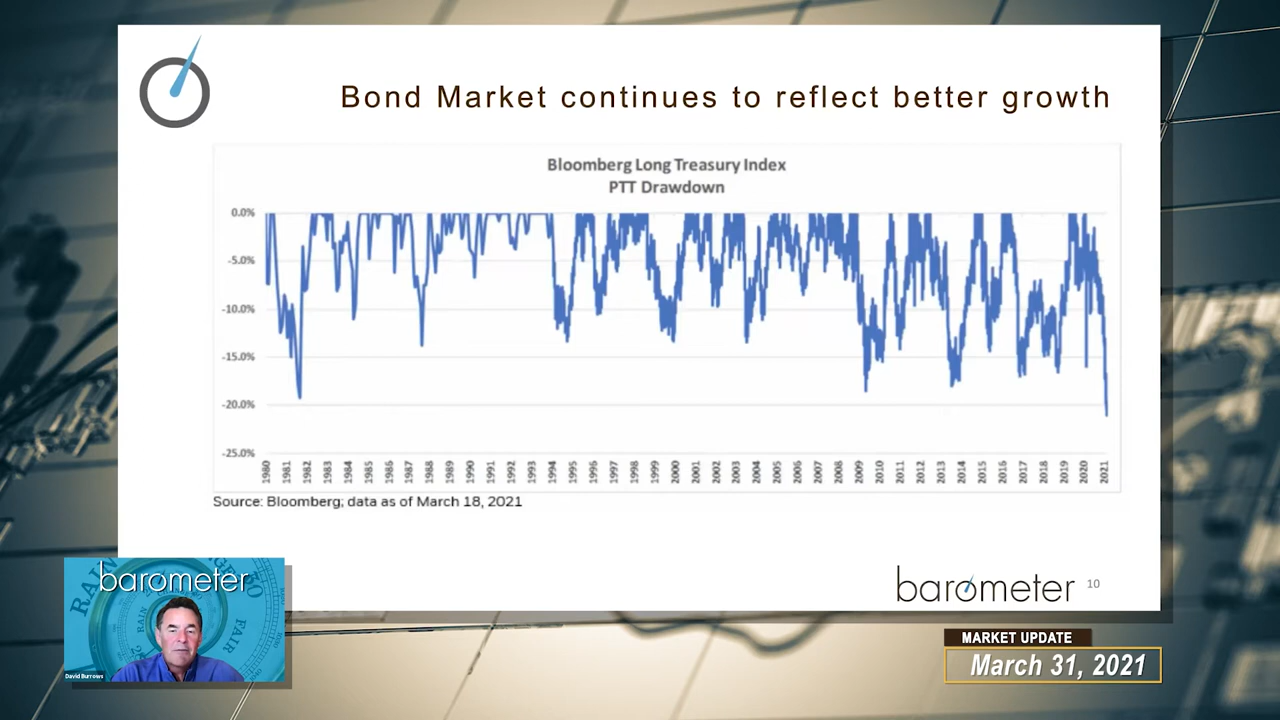 Bond Market continues to reflect better growth
Bloomberg Long Treasury Index
PTT Drawdown
0.0%
-5.0%
-10.0%
-15.0%
-20.0%
-25.0%
1980 1981 1982 1983 1984 1985 1986 1987 1988 1989 1990 1991 1992 1993 1994 1995 1996 1997 1998 1999 2000 2001 2002 2003 2004 2005 2006 2007 2008 2009 2010 2011 2012 2013 2014 2015 2016 2017 2018 2019 2020 2021
Source: Bloomberg; data as of March 18, 2021
barometer
RAIN
FAIR
David Burrows
barometer 10
MARKET UPDATE
March 31, 2021